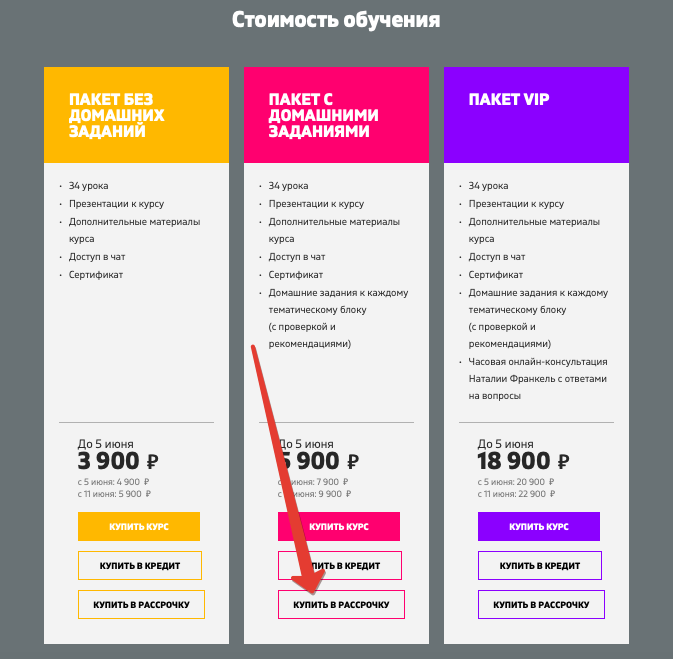 Стоимость обучения
ПАКЕТ БЕЗ
ДОМАШНИХ
ЗАДАНИЙ
34 урока
Презентации к курсу
Дополнительные материалы
курса
Доступ в чат
Сертификат
До 5 июня
3 900 ₽
с 5 июня: 4 900 ₽
с 11 июня: 5 900 ₽
КУПИТЬ КУРС
КУПИТЬ В КРЕДИТ
КУПИТЬ В РАССРОЧКУ
ПАКЕТ С
ДОМАШНИМИ
ЗАДАНИЯМИ
34 урока
Презентации к курсу
Дополнительные материалы
курса
Доступ в чат
Сертификат
Домашние задания к каждому
тематическому блоку
(с проверкой и
рекомендациями)
До 5 июня
900 ₽
июня: 7 900 ₽
июня: 9 900 ₽
КУПИТЬ КУРС
КУПИТЬ В КРЕДИТ
КУПИТЬ В РАССРОЧКУ
ПАКЕТ VIP
34 урока
Презентации к курсу
Дополнительные материалы
курса
Доступ в чат
Сертификат
Домашние задания к каждому
тематическому блоку
(с проверкой и
рекомендациями)
Часовая онлайн-консультация
Наталии Франкель с ответами
на вопросы
До 5 июня
18 900 ₽
с 5 июня: 20 900 ₽
с 11 июня: 22 900 ₽
КУПИТЬ КУРС
КУПИТЬ В КРЕДИТ
КУПИТЬ В РАССРОЧКУ